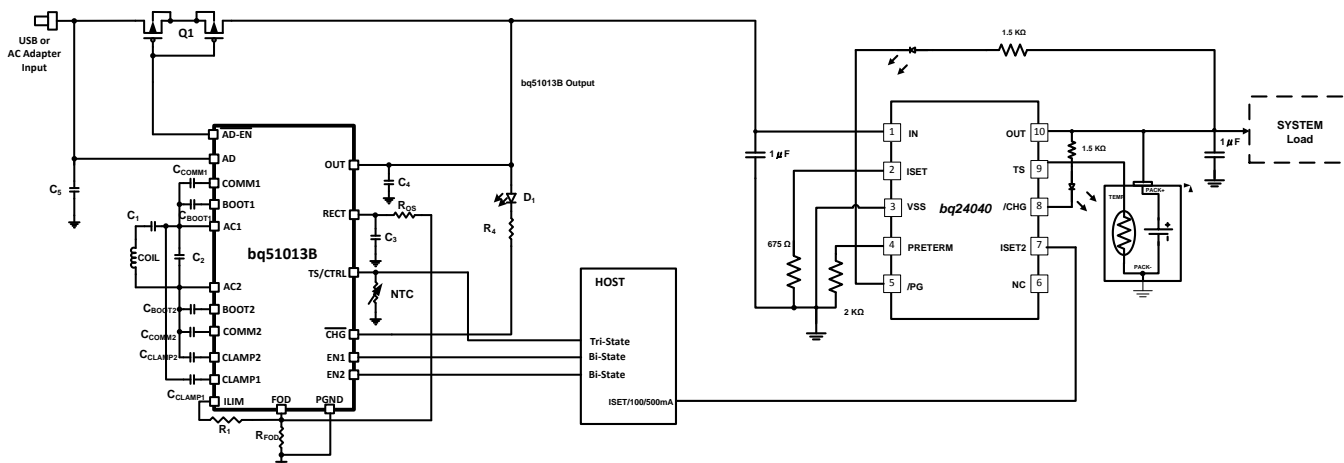 USB or
AC Adapter
Input
Q1
bq51013B Output
1.5 KΩ
SYSTEM
Load
1 µF
1 µF
AD-EN
AD
COMM1
BOOT1
AC1
AC2
BOOT2
COMM2
CLAMP2
CLAMP1
ILIM
FOD
PGND
bq51013B
OUT
RECT
TS/CTRL
CHG
EN1
EN2
C5
CCOMM1
CBOOT1
C1
COIL
C2
CBOOT2
CCOMM2
CCLAMP2
CCLAMP1
R1
RFOD
C4
D1
ROS
R4
C3
NTC
HOST
Tri-State
Bi-State
Bi-State
ISET/100/500mA
675 Ω
2 KΩ
bq24040
1 IN
2 ISET
3 VSS
4 PRETERM
5 /PG
OUT 10
TS 9
/CHG 8
ISET2 7
NC 6
1.5 KΩ
PACK+
TEMP
PACK-